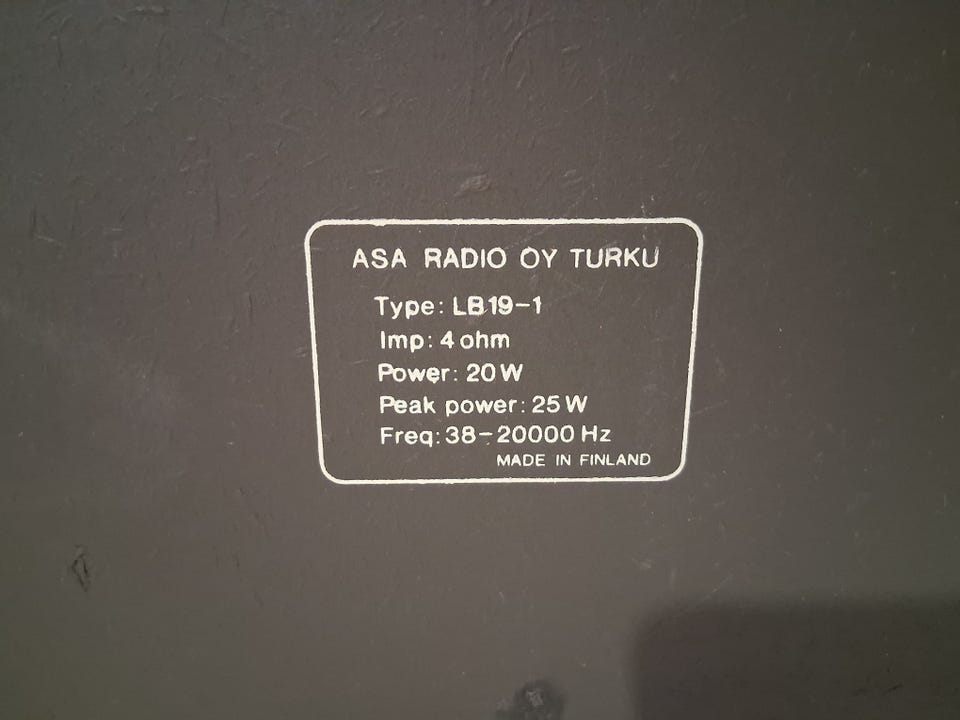 ASA RADIO OY TURKU
Type: LB19-1
Imp: 4 ohm
Power: 20 W
Peak power: 25 W
Freq: 38-20000 Hz
MADE IN FINLAND